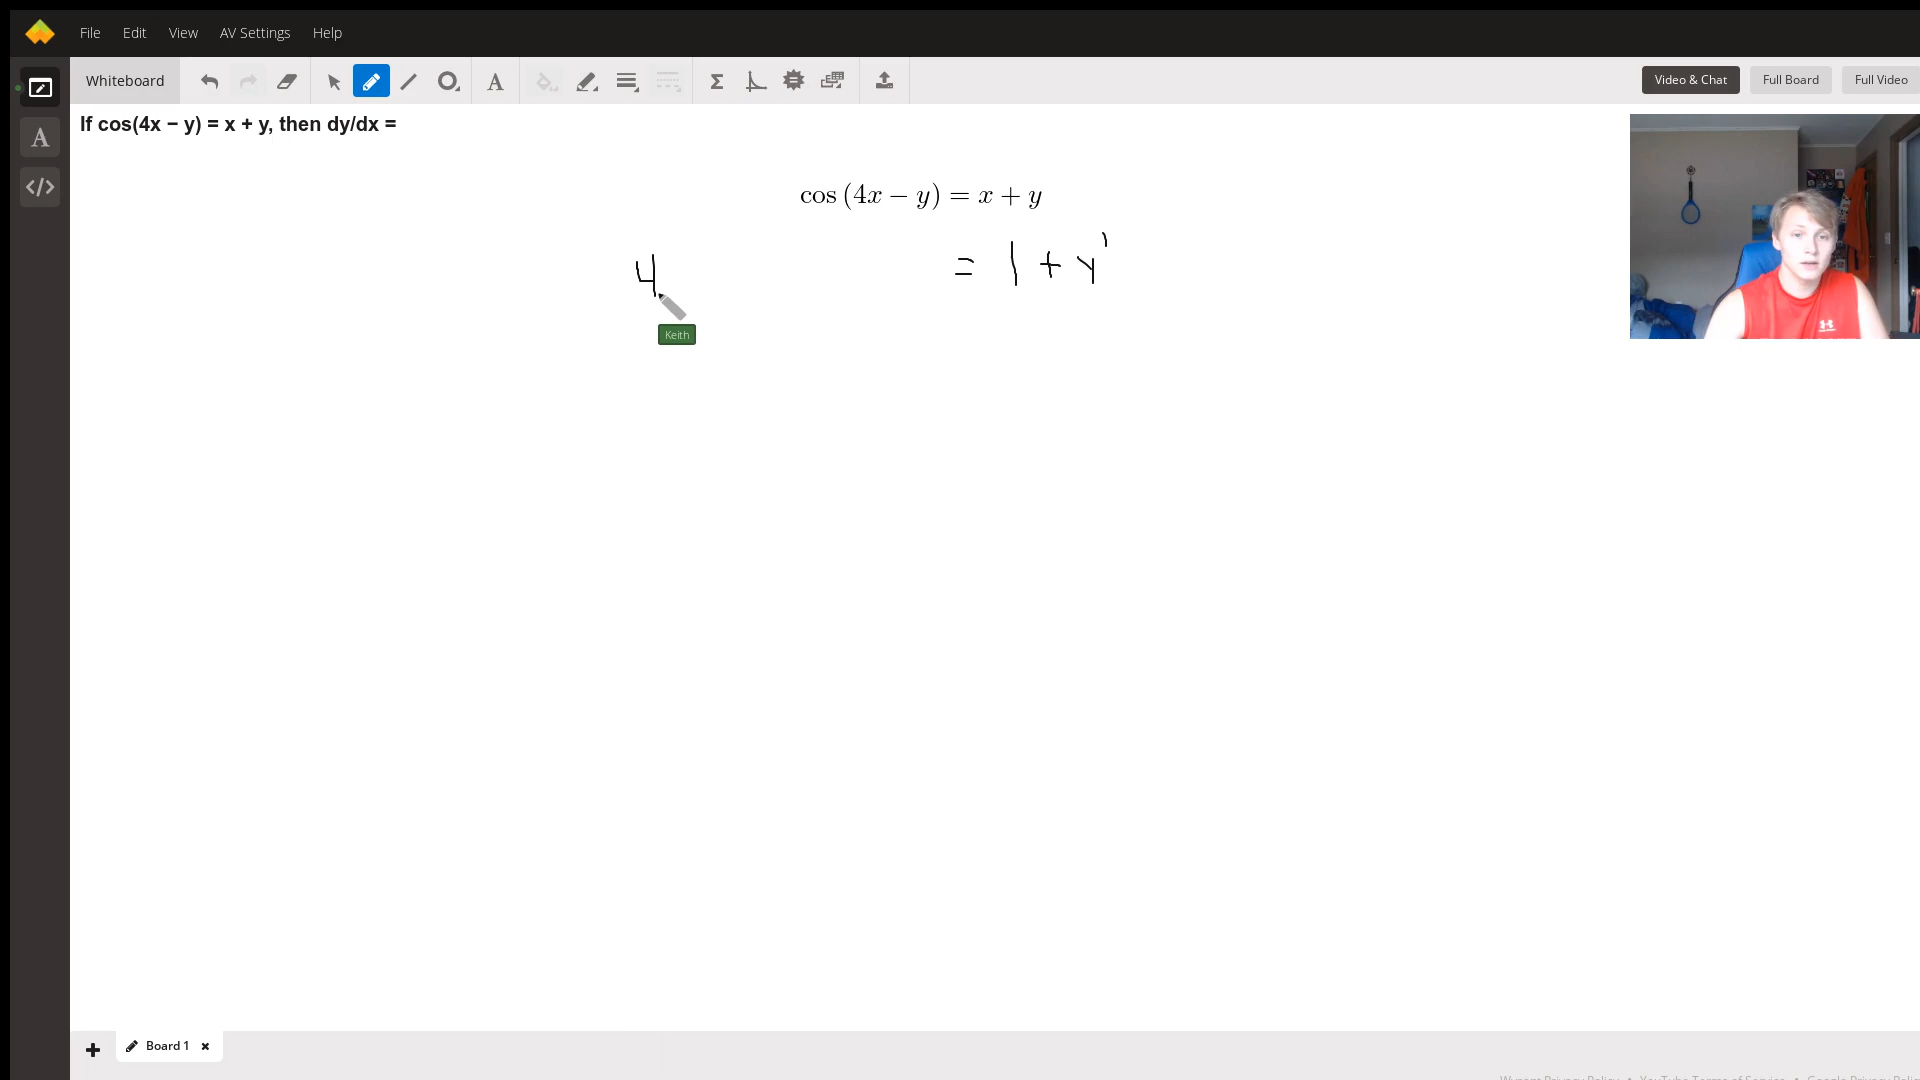 File Edit View AV Settings Help
Whiteboard A Σ Video & Chat Full Board Full Video
If cos(4x − y) = x + y, then dy/dx =
A
cos (4x − y) = x + y
</>
4 = 1 + y'
Keith
+ Board 1 ×